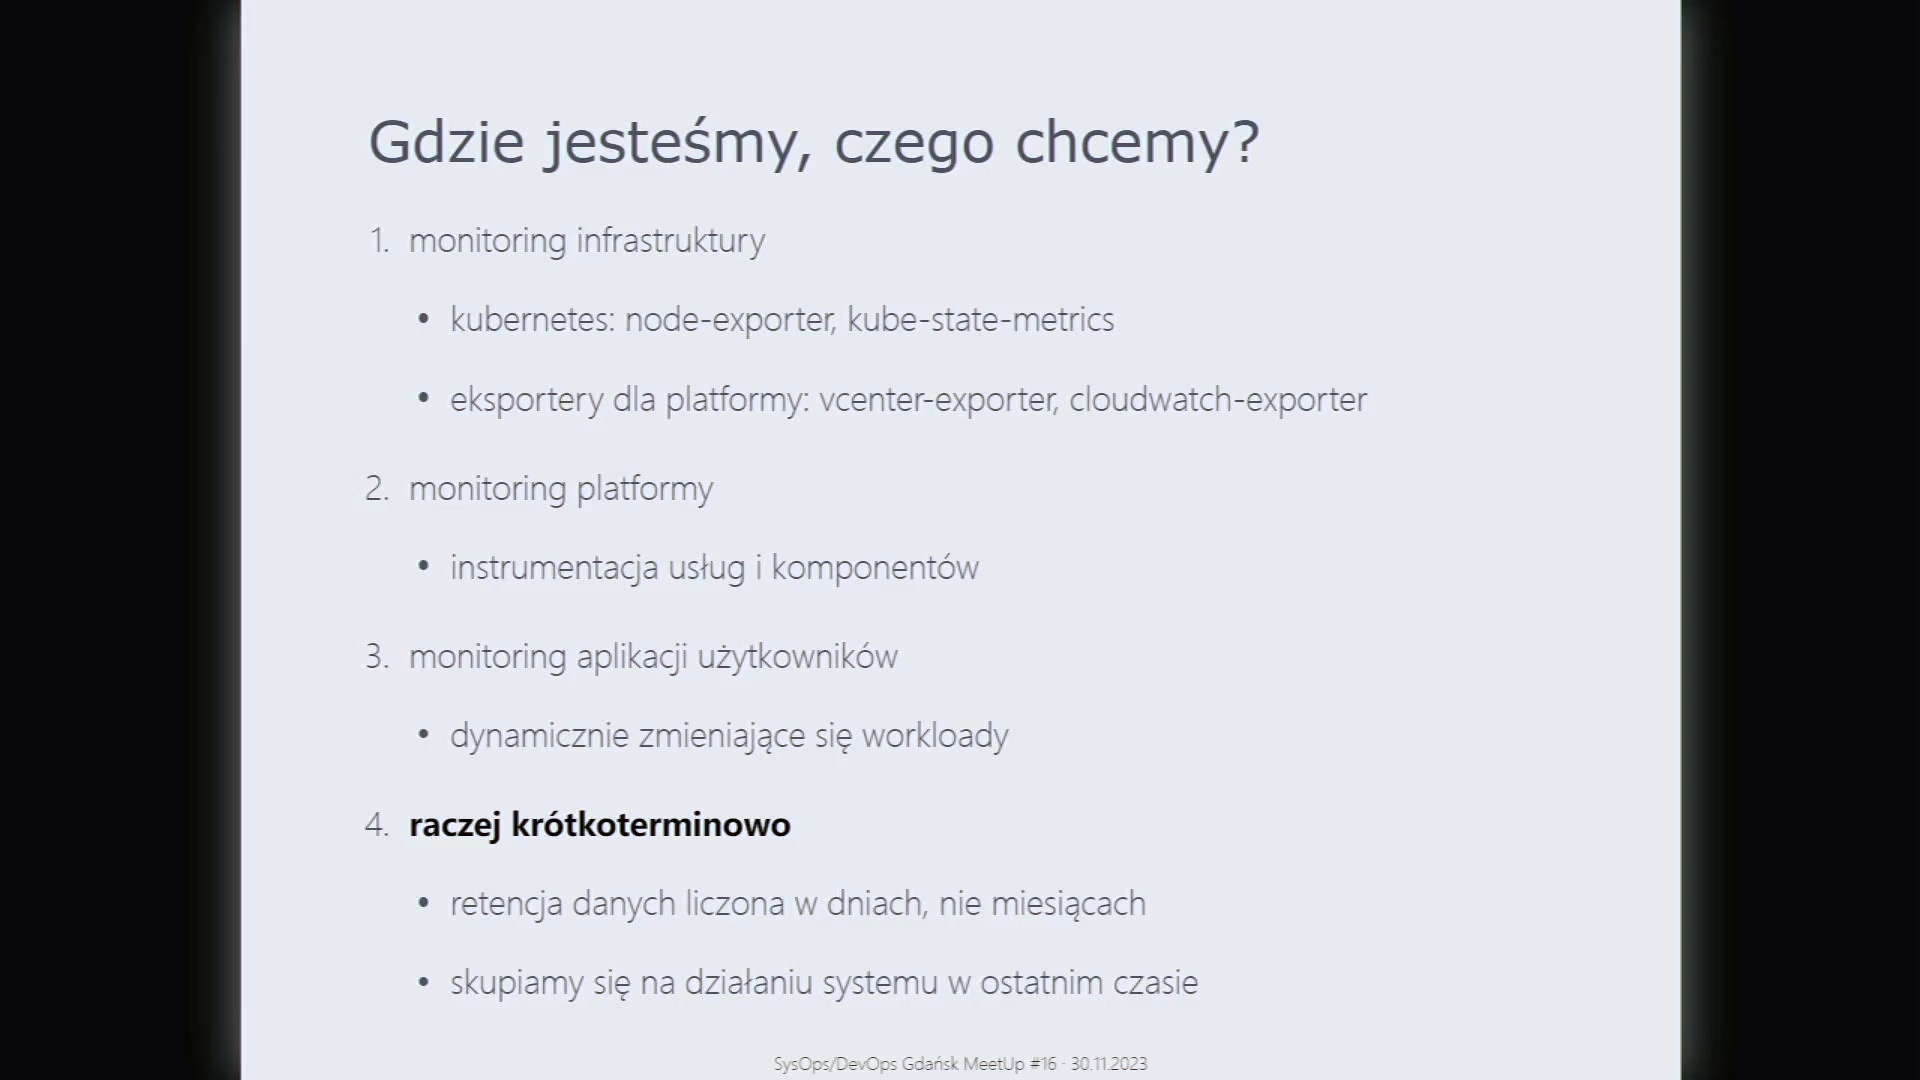 Gdzie jesteśmy, czego chcemy?
1. monitoring infrastruktury
• kubernetes: node-exporter, kube-state-metrics
• eksportery dla platformy: vcenter-exporter, cloudwatch-exporter
2. monitoring platformy
• instrumentacja usług i komponentów
3. monitoring aplikacji użytkowników
• dynamicznie zmieniające się workloady
4. raczej krótkoterminowo
• retencja danych liczona w dniach, nie miesiącach
• skupiamy się na działaniu systemu w ostatnim czasie
SysOps/DevOps Gdańsk MeetUp #16 · 30.11.2023